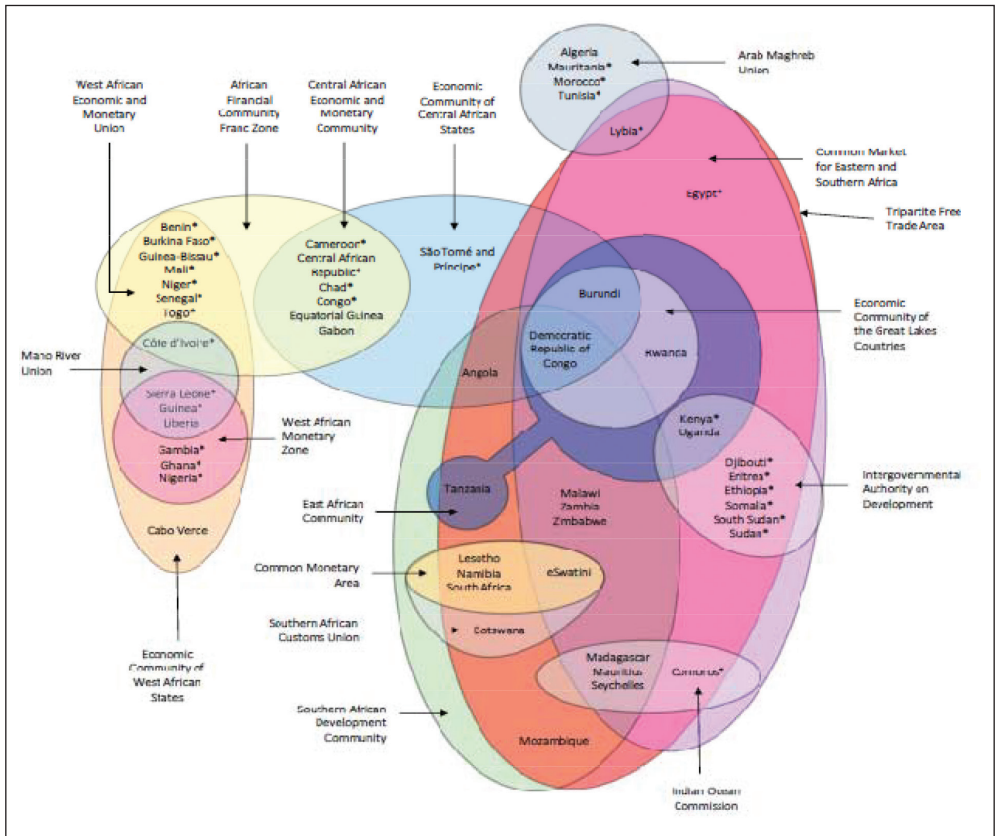 Algeria
Mauritania*
Morocco*
Tunisia*
Arab Maghreb
Union
West African
Economic and
Monetary
Union
African
Financial
Community
Franc Zone
Central African
Economic and
Monetary
Community
Economic
Community of
Central African
States
Lybia*
Common Market
for Eastern and
Southern Africa
Egypt*
Tripartite Free
Trade Area
Benin*
Burkina Faso*
Guinea-Bissau*
Mali*
Niger*
Senegal*
Togo*
Cameroon*
Central African
Republic*
Chad*
Congo*
Equatorial Guinea
Gabon
São Tomé and
Príncipe*
Burundi
Economic
Community of
the Great Lakes
Countries
Democratic
Republic of
Congo
Rwanda
Côte d'Ivoire*
Mano River
Union
Angola
Sierra Leone*
Guinea*
Liberia
West African
Monetary
Zone
Kenya*
Uganda
Gambia*
Ghana*
Nigeria*
Djibouti*
Eritrea*
Ethiopia*
Somala*
South Sudan*
Sudan*
Intergovernmental
Authority on
Development
Tanzania
Malawi
Zambia
Zimbabwe
East African
Community
Cabo Verde
Common Monetary
Area
Lesotho
Namibia
South Africa
eSwatini
Southern African
Customs Union
Botswana
Economic
Community of
West African
States
Madagascar
Mauritius
Seychelles
Comoros*
Southern African
Development
Community
Mozambique
Indian Ocean
Commission